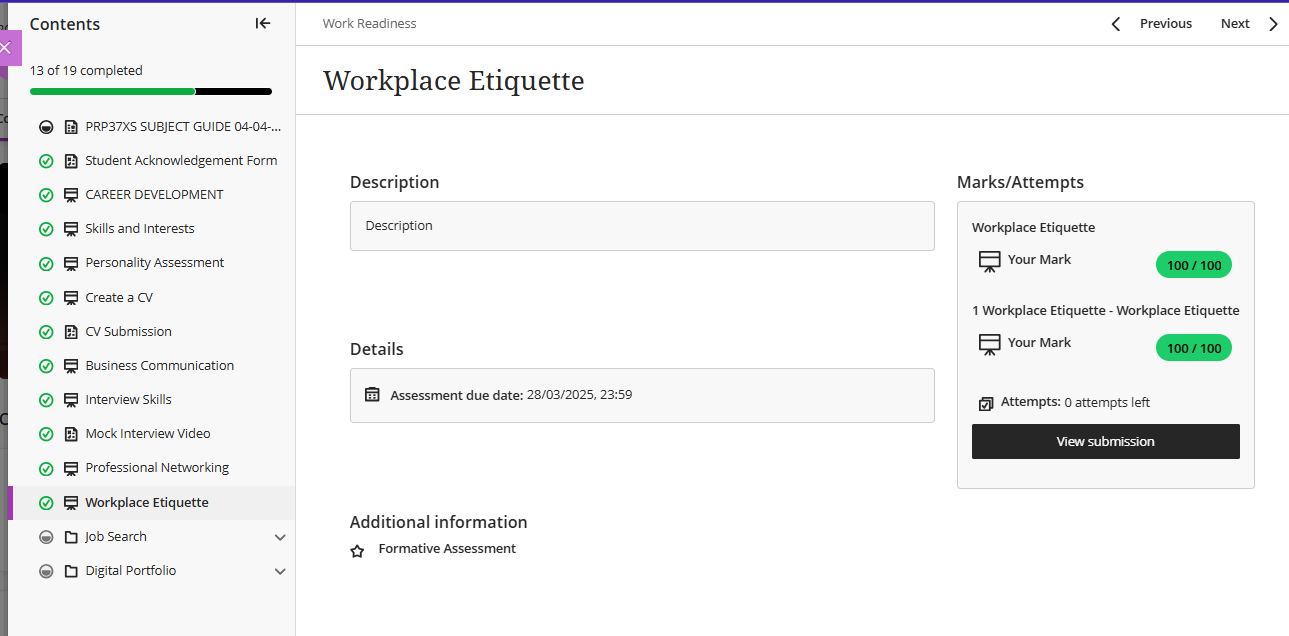 Contents
13 of 19 completed
PRP37XS SUBJECT GUIDE 04-04-...
Student Acknowledgement Form
CAREER DEVELOPMENT
Skills and Interests
Personality Assessment
Create a CV
CV Submission
Business Communication
Interview Skills
Mock Interview Video
Professional Networking
Workplace Etiquette
Job Search
Digital Portfolio
Work Readiness
Previous
Next
Workplace Etiquette
Description
Description
Details
Assessment due date: 28/03/2025, 23:59
Additional information
Formative Assessment
Marks/Attempts
Workplace Etiquette
Your Mark
100 / 100
1 Workplace Etiquette - Workplace Etiquette
Your Mark
100 / 100
Attempts: 0 attempts left
View submission